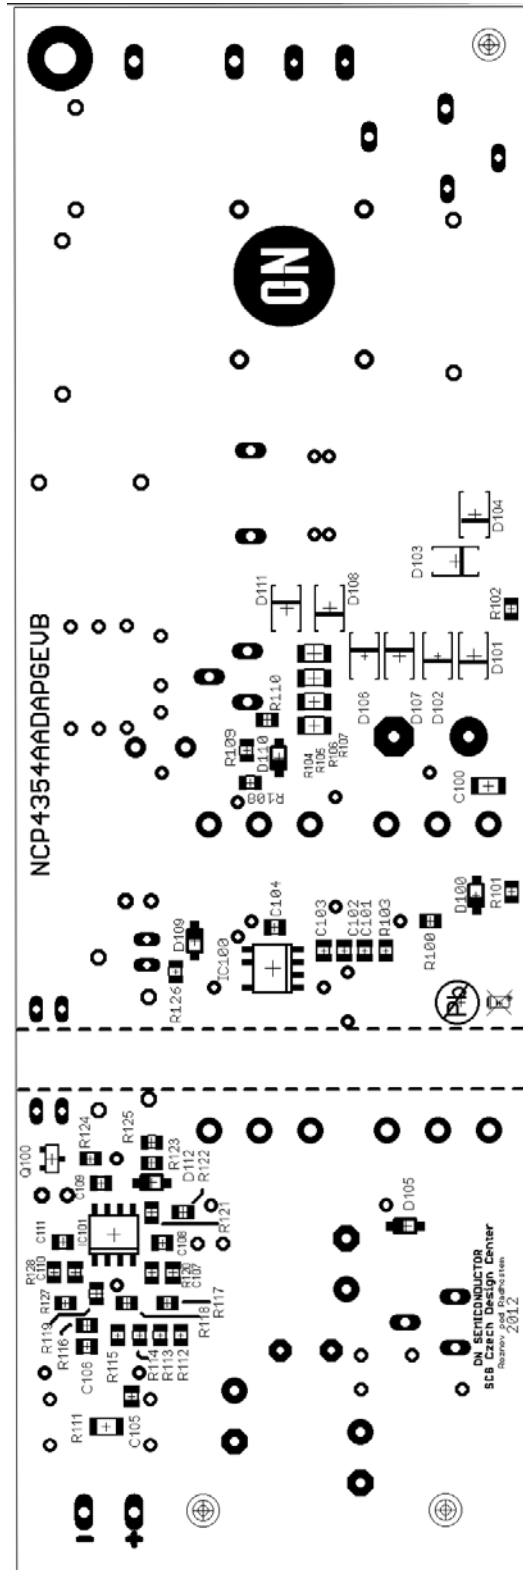 ON
D104
D103
R102
D111
D108
D101
D106
D107
D102
R110
R109
D110
R104
R105
R106
R107
R108
C100
NCP4354AADAPGEVB
D109
IC100
C104
C103
C102
C101
R103
R100
D100
R101
R126
Pb
Q100
R124
R125
R123
D112
R122
C109
R121
C111
IC101
C108
D105
R128
C110
R120
C107
R127
R119
R118
R117
R116
C106
R115
R114
R113
R112
R111
C105
ON SEMICONDUCTOR
SCG Czech Design Center
Roznov pod Radhostem
2012
-
+